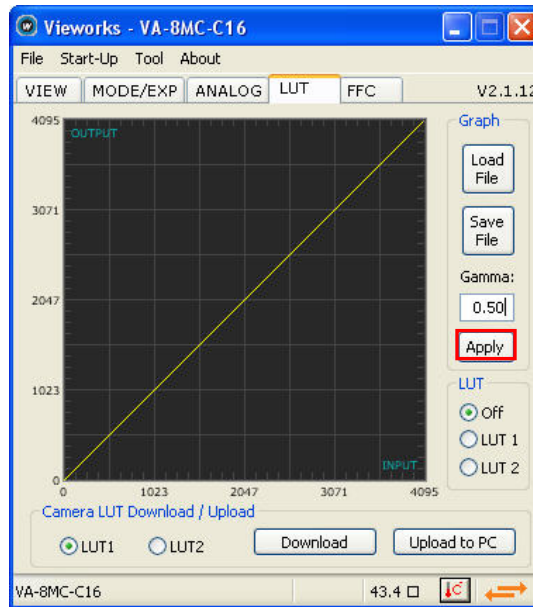 Vieworks - VA-8MC-C16
File Start-Up Tool About
VIEW MODE/EXP ANALOG LUT FFC V2.1.12
Graph
4095
OUTPUT
Load
File
3071
Save
File
Gamma:
2047
0.50
Apply
1023
LUT
Off
LUT 1
INPUT
LUT 2
0
0 1023 2047 3071 4095
Camera LUT Download / Upload
LUT1 LUT2 Download Upload to PC
VA-8MC-C16 43.4 □ °C